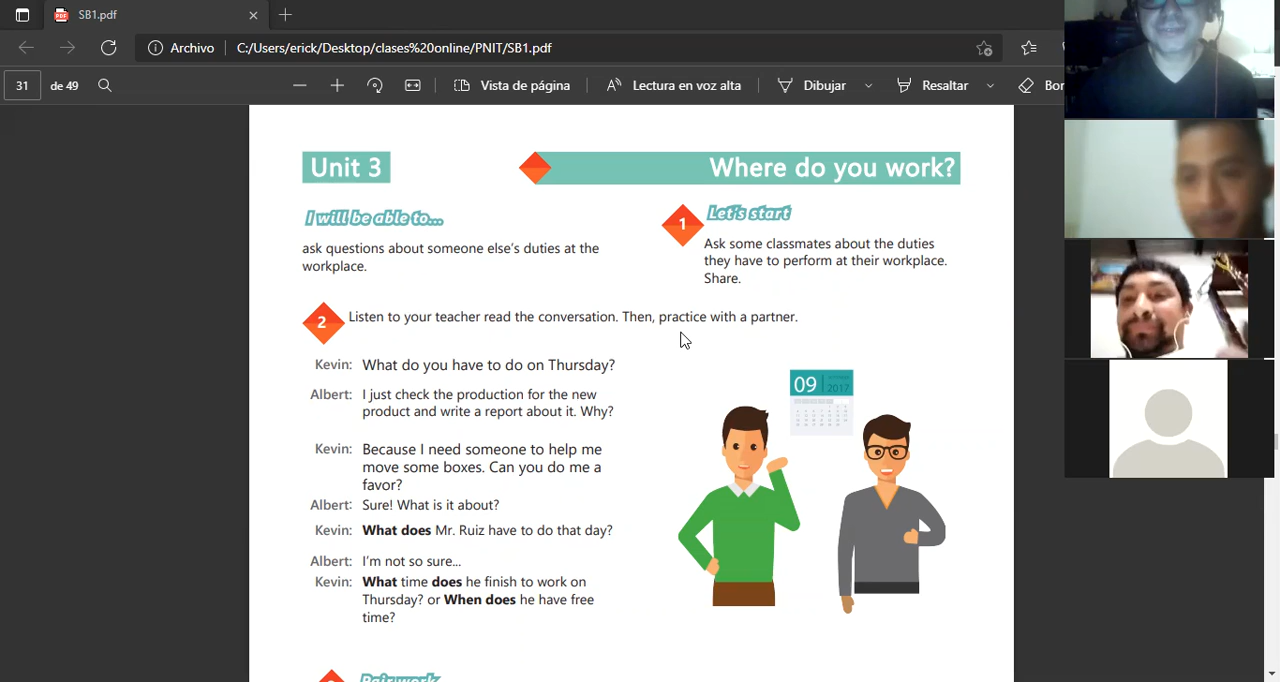 SB1.pdf
Archivo
C:/Users/erick/Desktop/clases%20online/PNIT/SB1.pdf
31 de 49
Vista de página
Lectura en voz alta
Dibujar
Resaltar
Bor
Unit 3
Where do you work?
I will be able to...
ask questions about someone else's duties at the
workplace.
1
Let's start
Ask some classmates about the duties
they have to perform at their workplace.
Share.
2
Listen to your teacher read the conversation. Then, practice with a partner.
Kevin: What do you have to do on Thursday?
Albert: I just check the production for the new
product and write a report about it. Why?
Kevin: Because I need someone to help me
move some boxes. Can you do me a
favor?
Albert: Sure! What is it about?
Kevin: What does Mr. Ruiz have to do that day?
Albert: I'm not so sure...
Kevin: What time does he finish to work on
Thursday? or When does he have free
time?
09
2017
Pair work